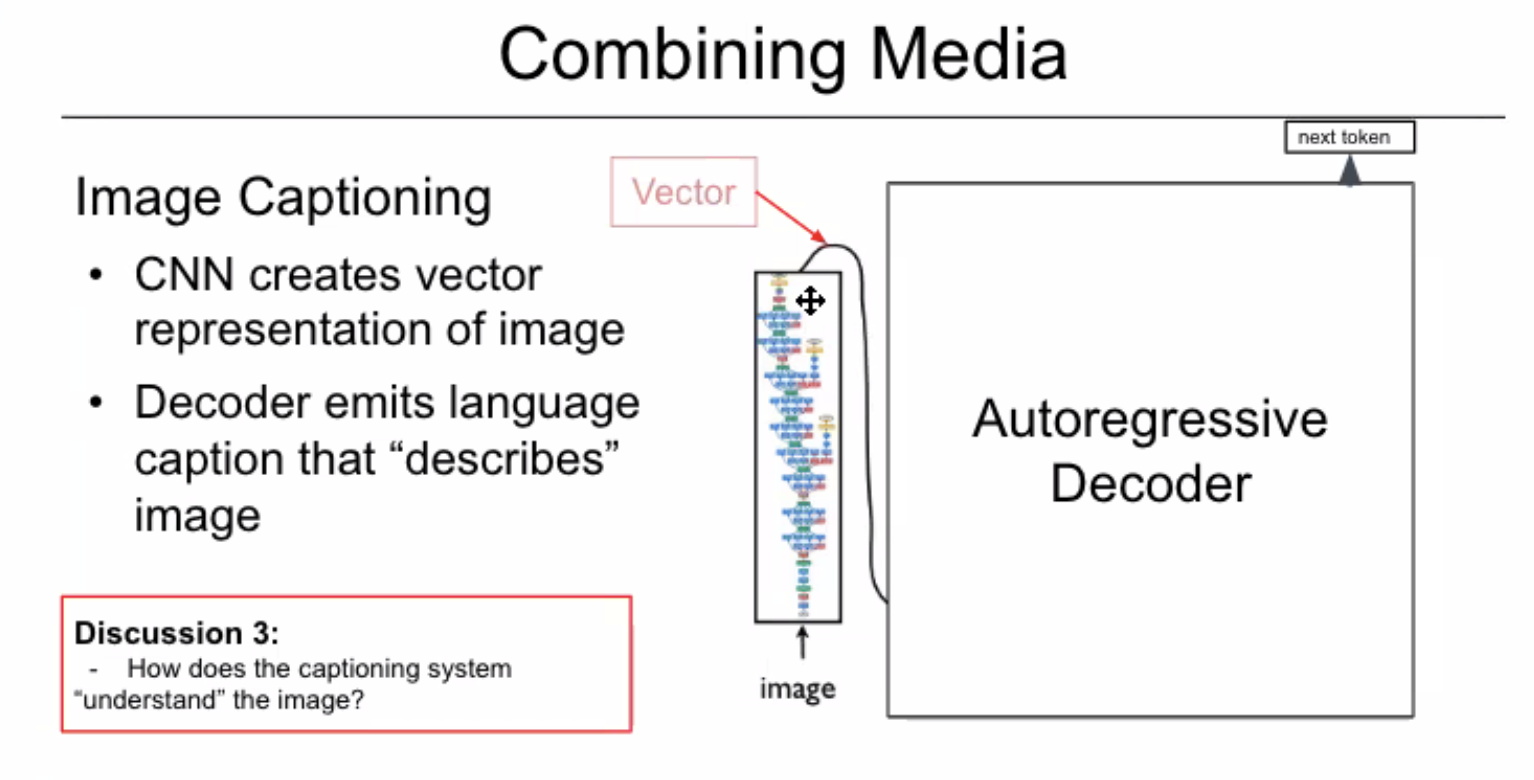 Combining Media
next token
Image Captioning
Vector
• CNN creates vector
representation of image
• Decoder emits language
caption that “describes”
image
Autoregressive
Decoder
Discussion 3:
- How does the captioning system
“understand” the image?
image